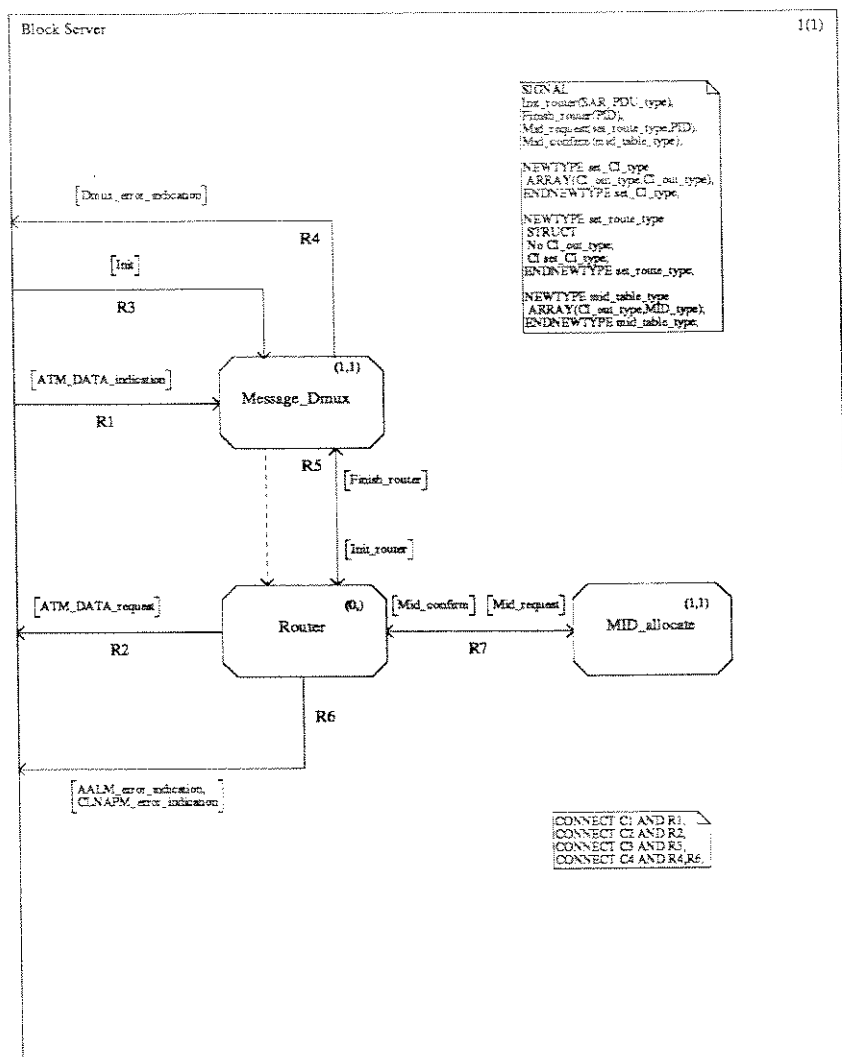 Block Server
1(1)
SIGNAL
Init_router(SAR_PDU_type),
Finish_router(PID),
Mid_request(set_route_type,PID),
Mid_confirm(mid_table_type);
NEWTYPE set_CI_type
ARRAY(CI_out_type,CI_out_type);
ENDNEWTYPE set_CI_type;
NEWTYPE set_route_type
STRUCT
No CI_out_type;
CI set_CI_type;
ENDNEWTYPE set_route_type;
NEWTYPE mid_table_type
ARRAY(CI_out_type,MID_type);
ENDNEWTYPE mid_table_type;
[Dmux_error_indication]
R4
[Init]
R3
(1,1)
[ATM_DATA_indication]
Message_Dmux
R1
R5
[Finish_router]
[Init_router]
[ATM_DATA_request]
(0,)
[Mid_confirm] [Mid_request]
(1,1)
Router
MID_allocate
R2
R7
R6
[AALM_error_indication,
CLNAPM_error_indication]
CONNECT C1 AND R1;
CONNECT C2 AND R2;
CONNECT C3 AND R3;
CONNECT C4 AND R4,R6;